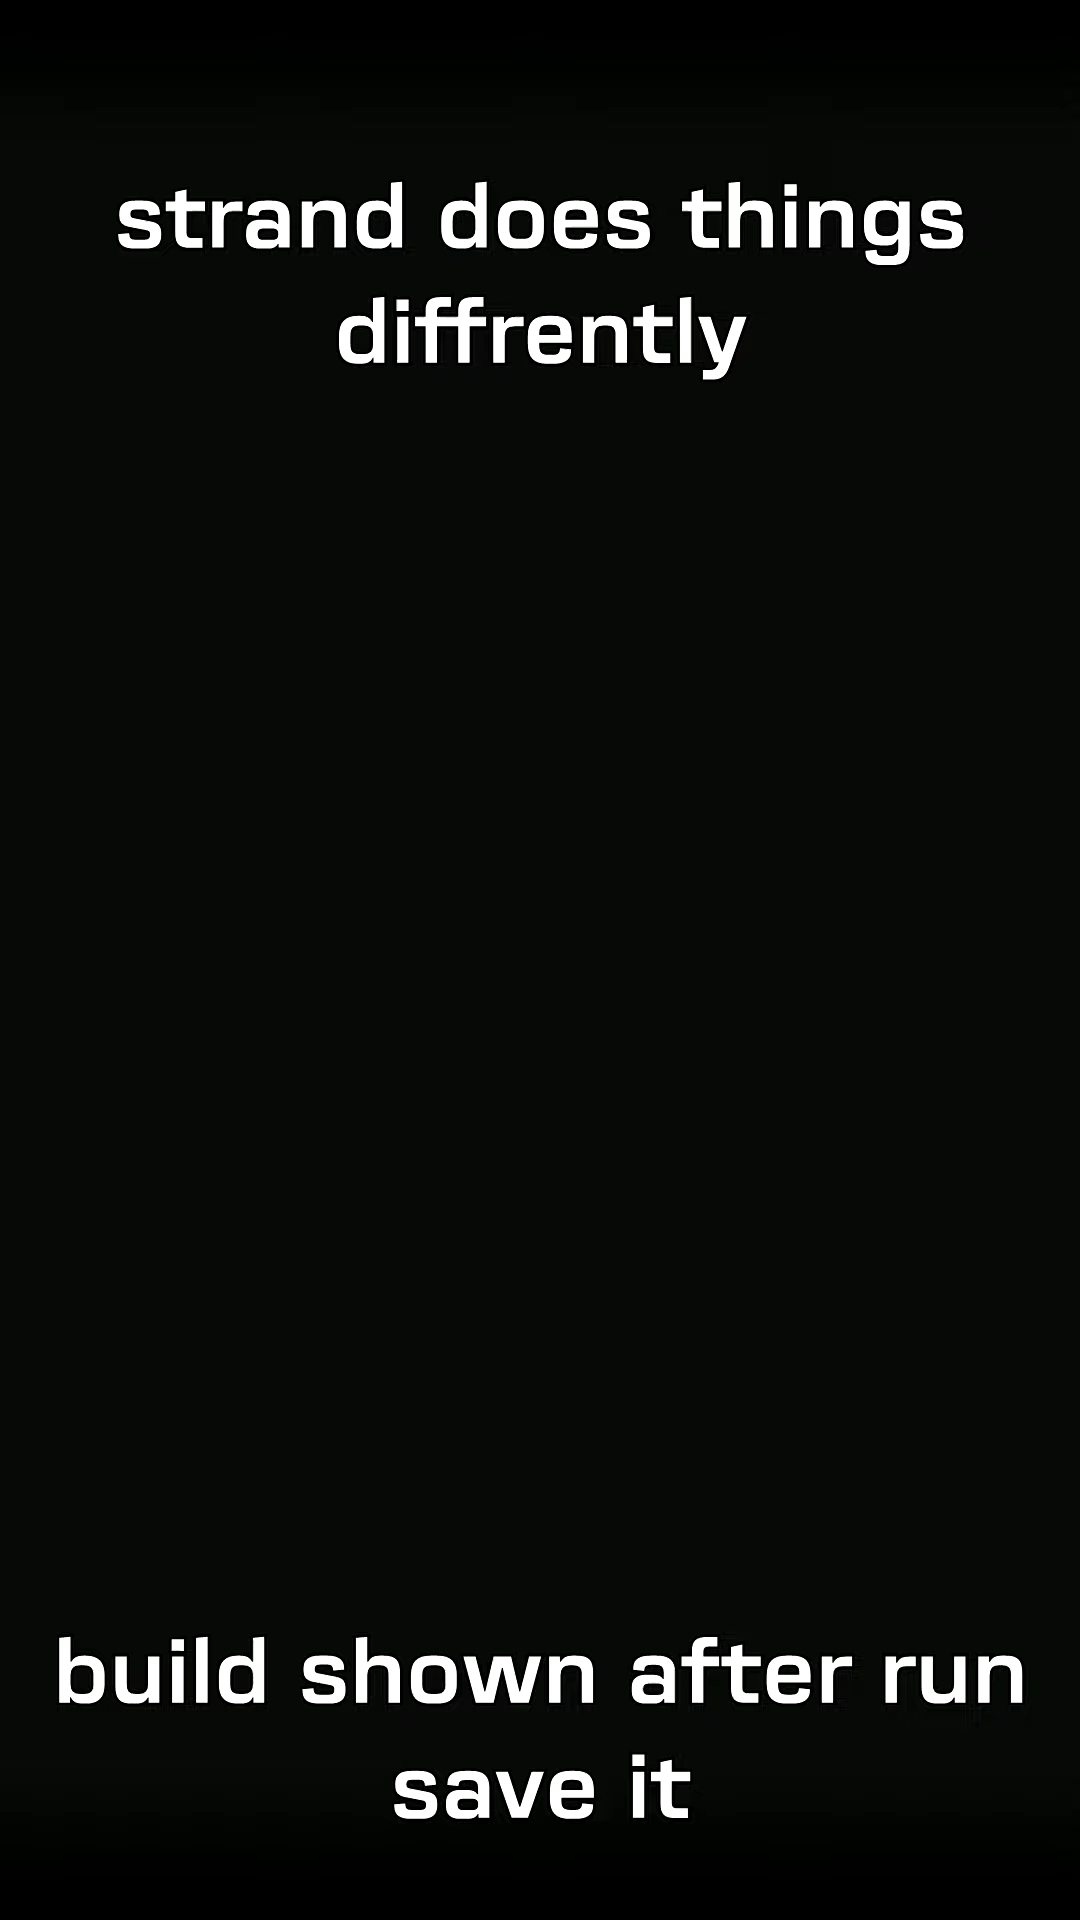 strand does things
diffrently
build shown after run
save it